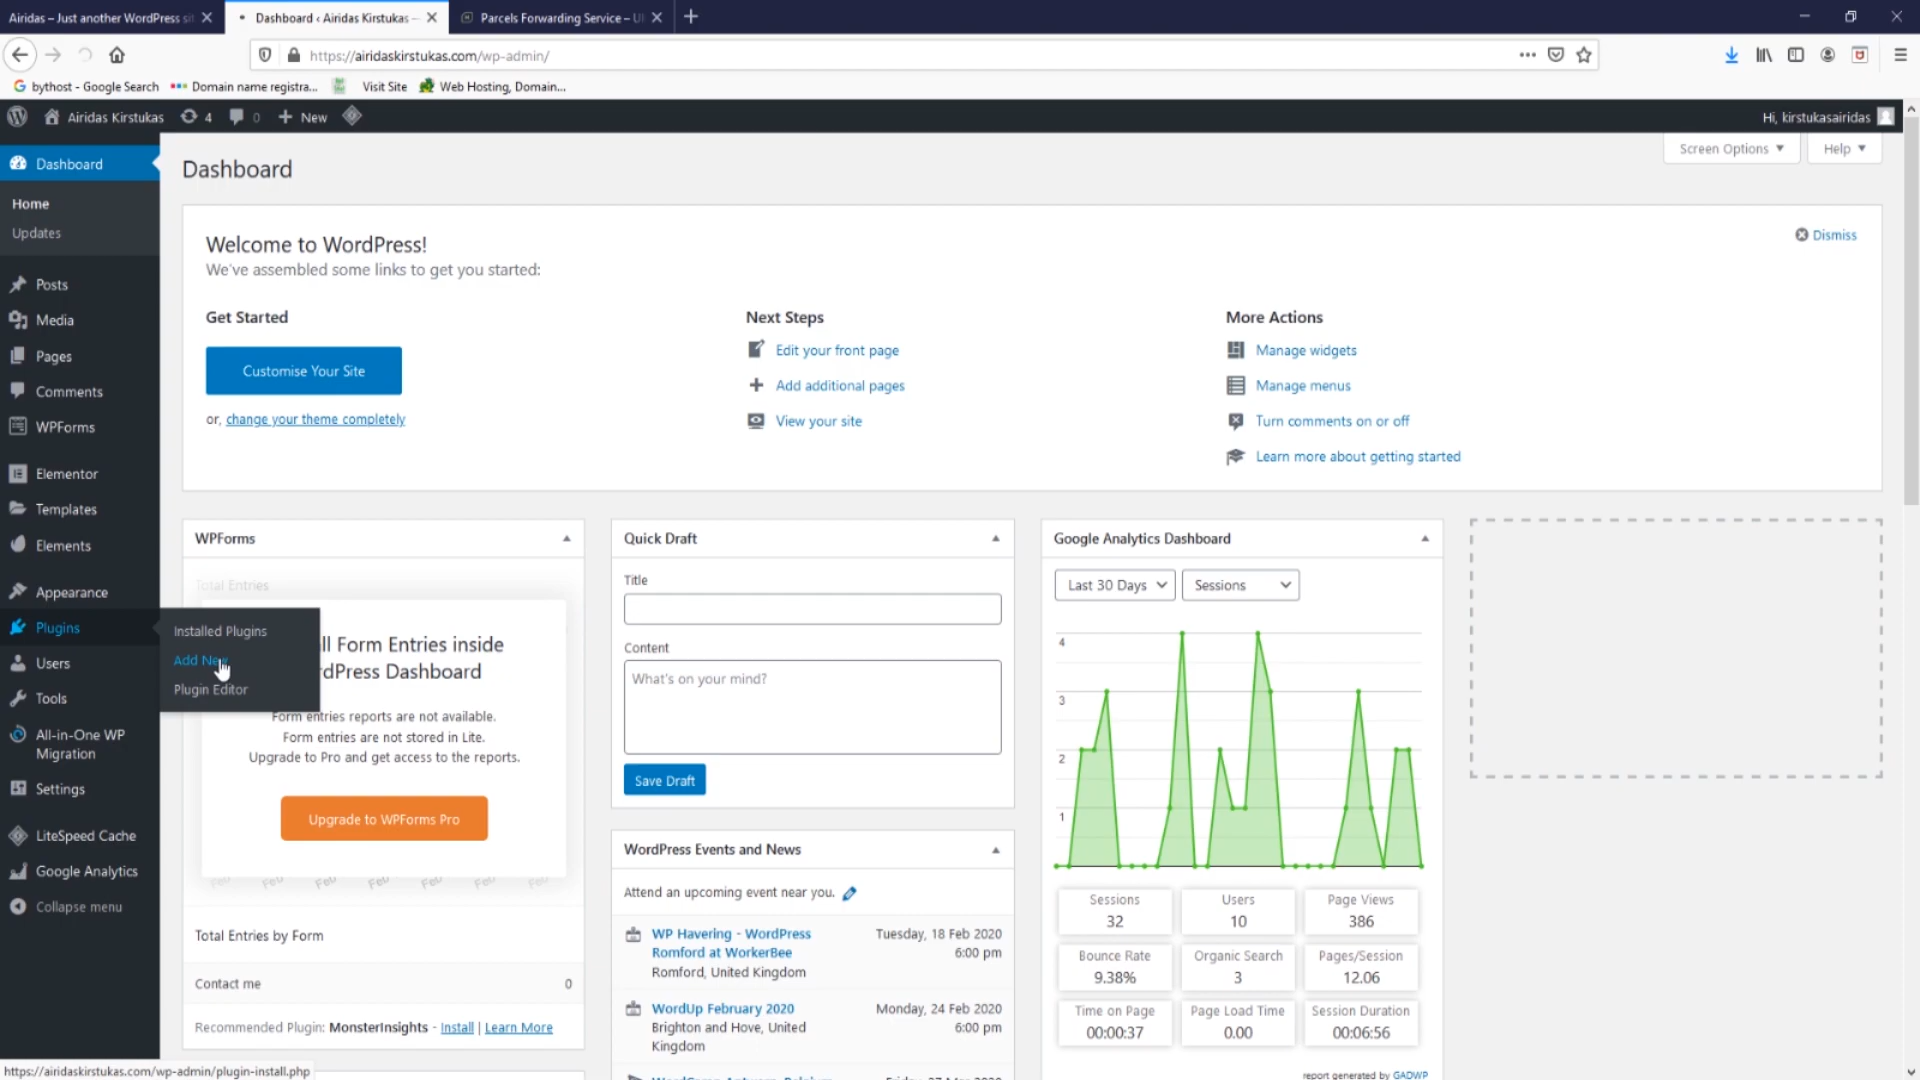 Airidas – Just another WordPress sit
Dashboard ‹ Airidas Kirstukas —
Parcels Forwarding Service – U
https://airidaskirstukas.com/wp-admin/
bythost - Google Search
Domain name registra...
Visit Site
Web Hosting, Domain...
Airidas Kirstukas
4
0
New
Hi, kirstukasairidas
Screen Options
Help
Dashboard
Home
Updates
Posts
Media
Pages
Comments
WPForms
Elementor
Templates
Elements
Appearance
Plugins
Users
Tools
All-in-One WP
Migration
Settings
LiteSpeed Cache
Google Analytics
Collapse menu
Installed Plugins
Add New
Plugin Editor
Dashboard
Welcome to WordPress!
We've assembled some links to get you started:
Dismiss
Get Started
Customise Your Site
or, change your theme completely
Next Steps
Edit your front page
Add additional pages
View your site
More Actions
Manage widgets
Manage menus
Turn comments on or off
Learn more about getting started
WPForms
Total Entries
Form Entries inside
Dashboard
Form entries reports are not available.
Form entries are not stored in Lite.
Upgrade to Pro and get access to the reports.
Upgrade to WPForms Pro
Feb Feb Feb Feb Feb Feb Feb
Total Entries by Form
Contact me 0
Recommended Plugin: MonsterInsights - Install | Learn More
Quick Draft
Title
Content
What's on your mind?
Save Draft
WordPress Events and News
Attend an upcoming event near you.
WP Havering - WordPress
Romford at WorkerBee
Romford, United Kingdom
Tuesday, 18 Feb 2020
6:00 pm
WordUp February 2020
Brighton and Hove, United
Kingdom
Monday, 24 Feb 2020
6:00 pm
Google Analytics Dashboard
Last 30 Days
Sessions
4
3
2
1
Sessions
32
Users
10
Page Views
386
Bounce Rate
9.38%
Organic Search
3
Pages/Session
12.06
Time on Page
00:00:37
Page Load Time
0.00
Session Duration
00:06:56
report generated by GADWP
https://airidaskirstukas.com/wp-admin/plugin-install.php